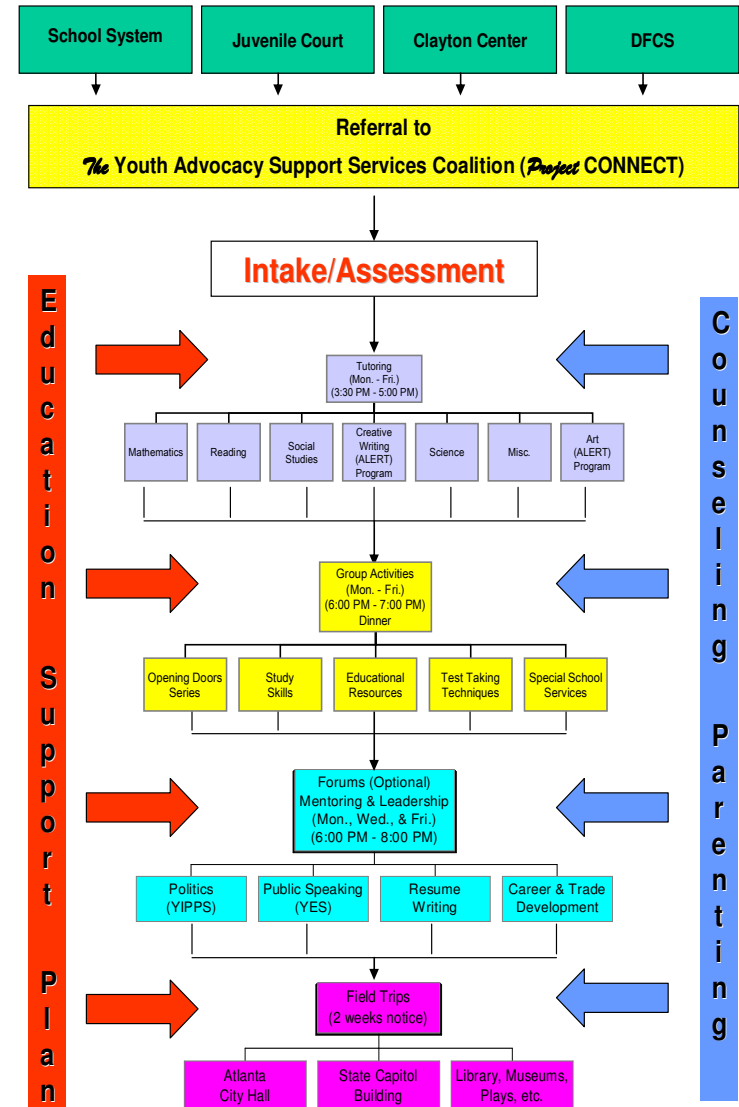 School System
Juvenile Court
Clayton Center
DFCS
Referral to
The Youth Advocacy Support Services Coalition (Project CONNECT)
Intake/Assessment
Education Support Plan
Counseling Parenting
Tutoring
(Mon. - Fri.)
(3:30 PM - 5:00 PM)
Mathematics
Reading
Social
Studies
Creative
Writing
(ALERT)
Program
Science
Misc.
Art
(ALERT)
Program
Group Activities
(Mon. - Fri.)
(6:00 PM - 7:00 PM)
Dinner
Opening Doors
Series
Study
Skills
Educational
Resources
Test Taking
Techniques
Special School
Services
Forums (Optional)
Mentoring & Leadership
(Mon., Wed., & Fri.)
(6:00 PM - 8:00 PM)
Politics
(YIPPS)
Public Speaking
(YES)
Resume
Writing
Career & Trade
Development
Field Trips
(2 weeks notice)
Atlanta
City Hall
State Capitol
Building
Library, Museums,
Plays, etc.